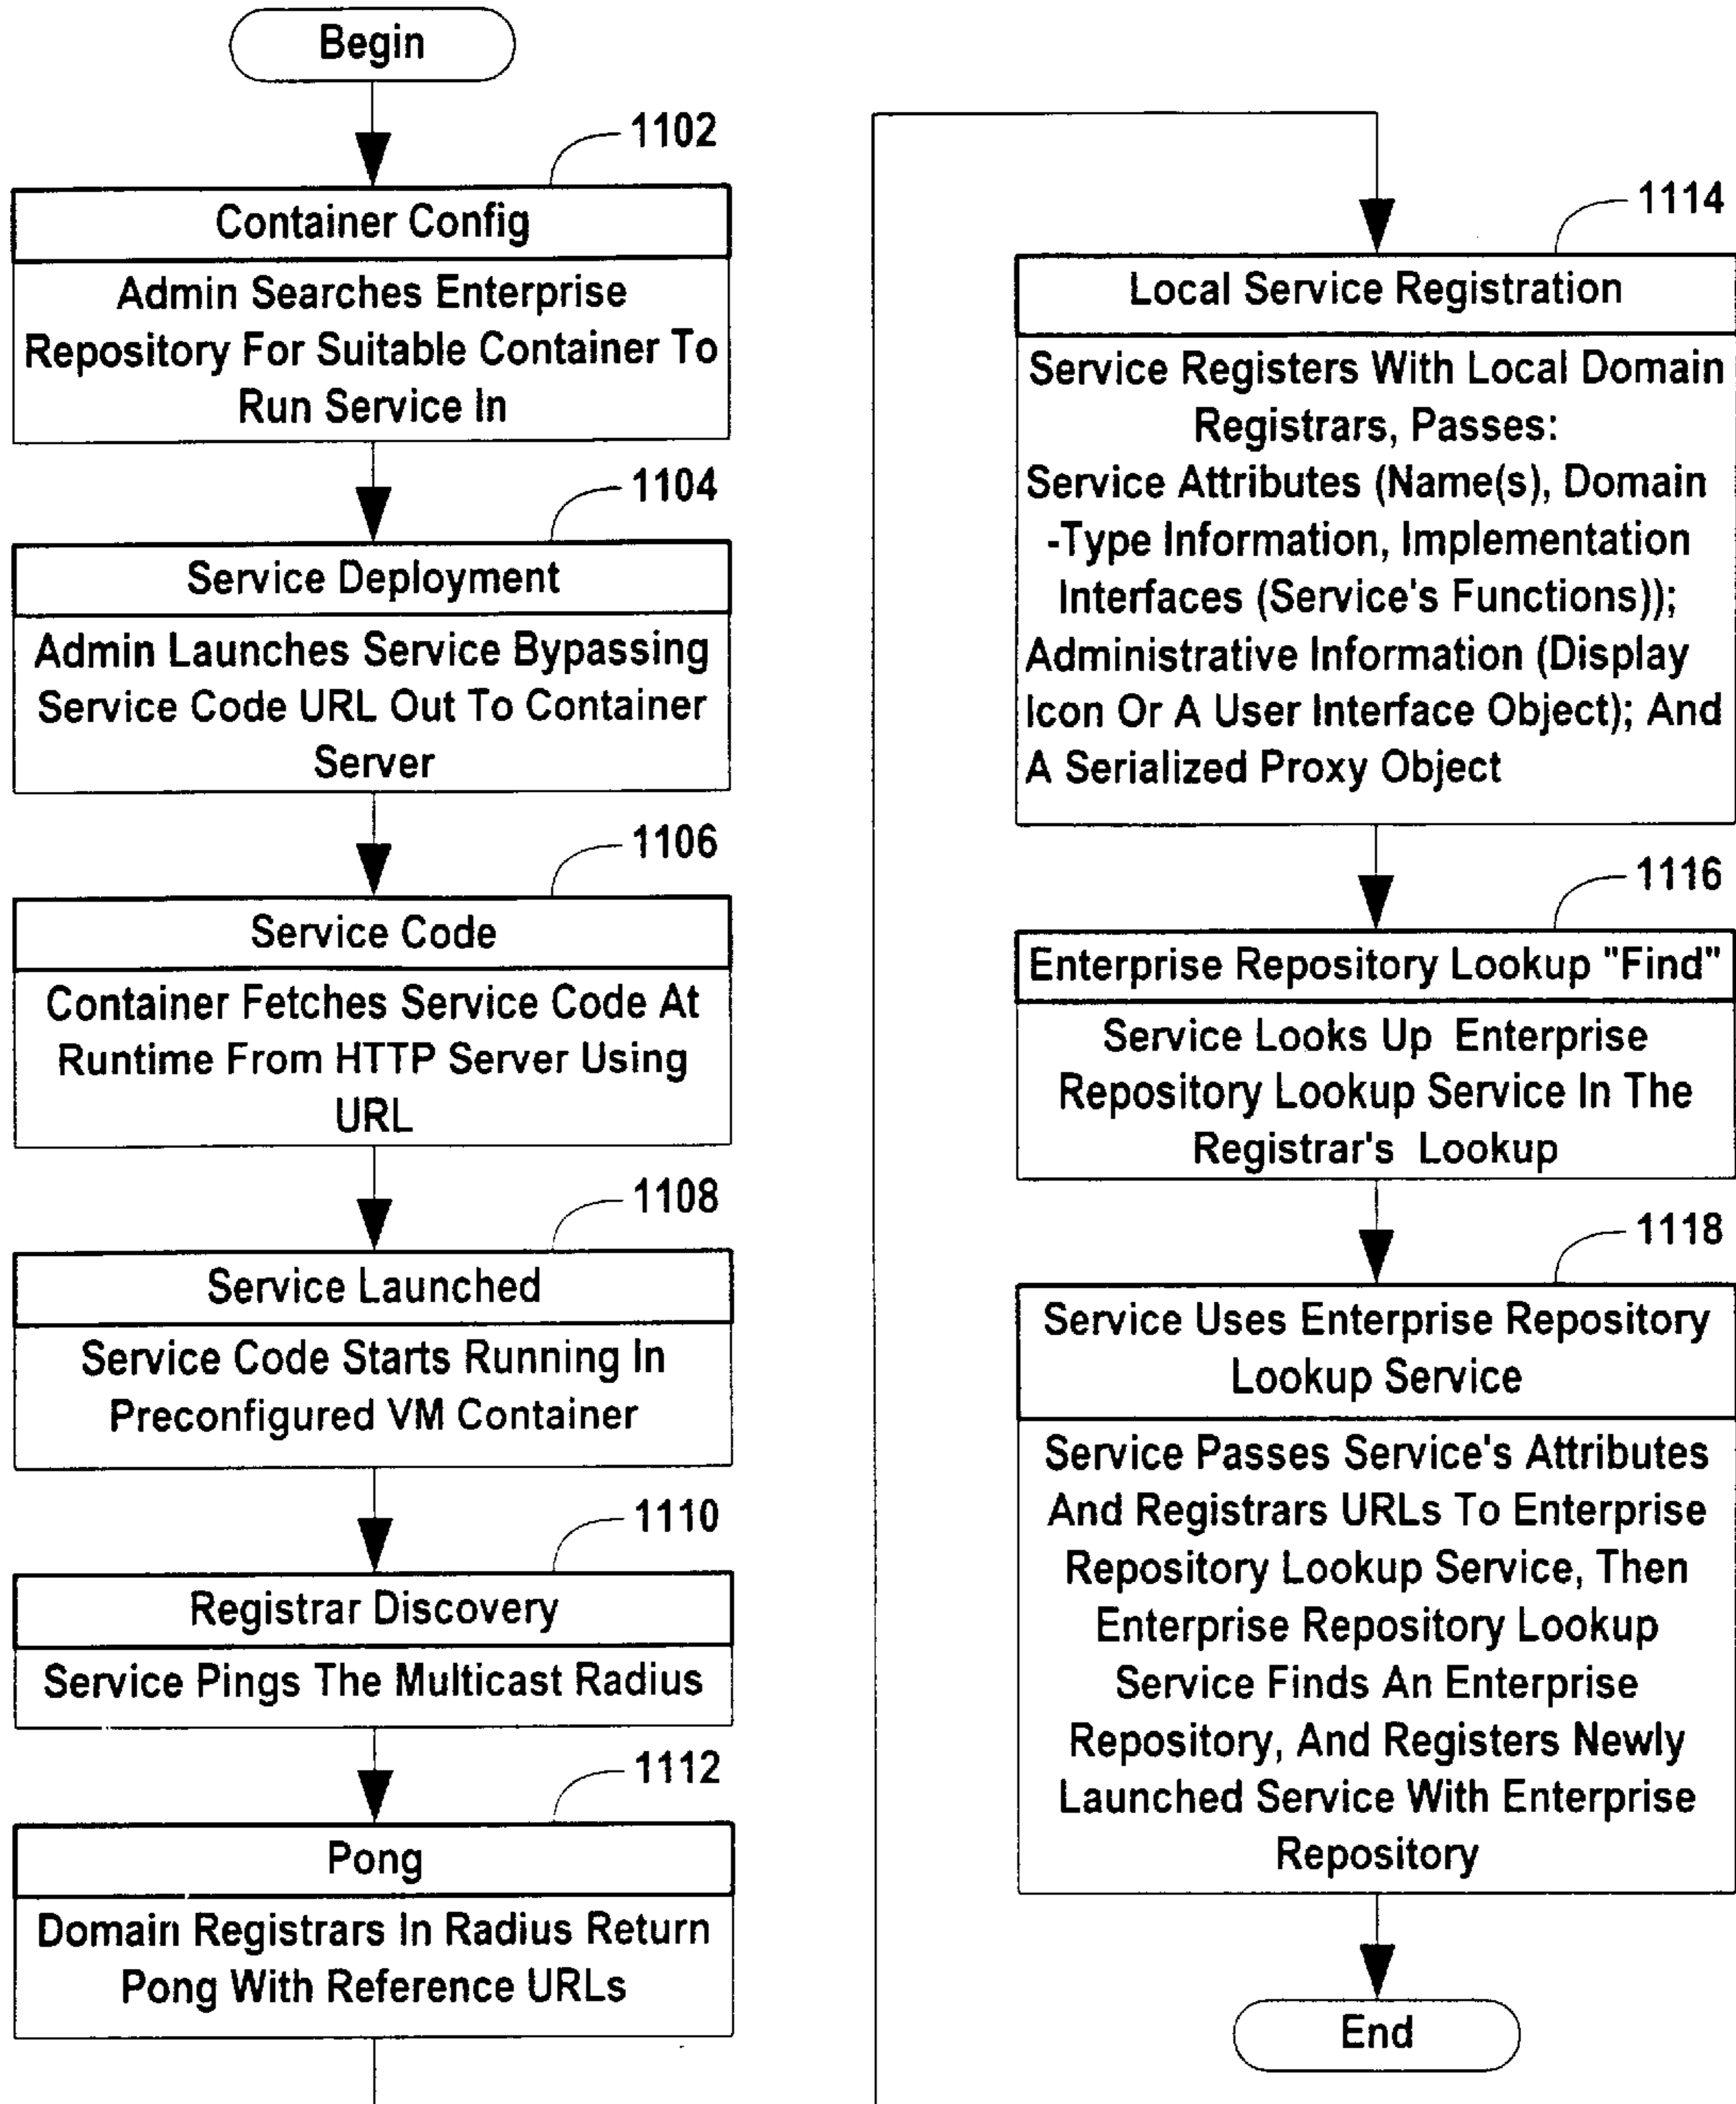 Begin
1102
Container Config
Admin Searches Enterprise
Repository For Suitable Container To
Run Service In
1104
Service Deployment
Admin Launches Service Bypassing
Service Code URL Out To Container
Server
1106
Service Code
Container Fetches Service Code At
Runtime From HTTP Server Using
URL
1108
Service Launched
Service Code Starts Running In
Preconfigured VM Container
1110
Registrar Discovery
Service Pings The Multicast Radius
1112
Pong
Domain Registrars In Radius Return
Pong With Reference URLs
1114
Local Service Registration
Service Registers With Local Domain
Registrars, Passes:
Service Attributes (Name(s), Domain
-Type Information, Implementation
Interfaces (Service's Functions));
Administrative Information (Display
Icon Or A User Interface Object); And
A Serialized Proxy Object
1116
Enterprise Repository Lookup "Find"
Service Looks Up Enterprise
Repository Lookup Service In The
Registrar's Lookup
1118
Service Uses Enterprise Repository
Lookup Service
Service Passes Service's Attributes
And Registrars URLs To Enterprise
Repository Lookup Service, Then
Enterprise Repository Lookup
Service Finds An Enterprise
Repository, And Registers Newly
Launched Service With Enterprise
Repository
End